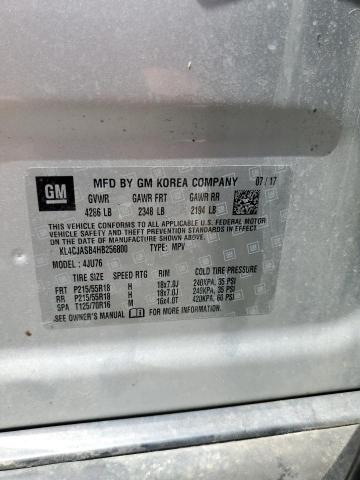 GM MFD BY GM KOREA COMPANY 07/17
GVWR GAWR FRT GAWR RR
4286 LB 2348 LB 2194 LB
THIS VEHICLE CONFORMS TO ALL APPLICABLE U.S. FEDERAL MOTOR
VEHICLE SAFETY, BUMPER, AND THEFT PREVENTION STANDARDS
IN EFFECT ON THE DATE OF MANUFACTURE SHOWN ABOVE.
KL4CJASB4HB256800 TYPE: MPV
MODEL: 4JU76
TIRE SIZE SPEED RTG RIM COLD TIRE PRESSURE
FRT P215/55R18 H 18x7.0J 240KPA, 35 PSI
RR P215/55R18 H 18x7.0J 240KPA, 35 PSI
SPA T125/70R16 M 16x4.0T 420KPA, 60 PSI
SEE OWNER'S MANUAL FOR MORE INFORMATION.